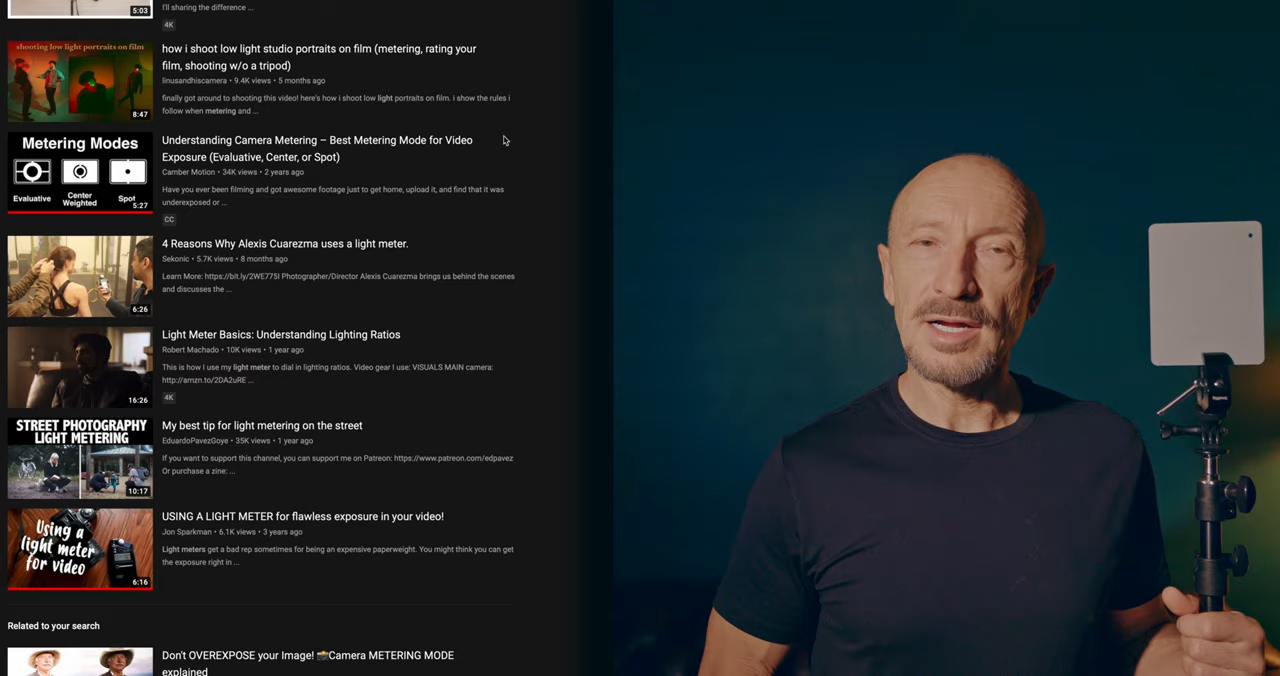 5:03
I'll sharing the difference ...
4K
shooting low light portraits on film
8:47
how i shoot low light studio portraits on film (metering, rating your
film, shooting w/o a tripod)
linusandhiscamera • 9.4K views • 5 months ago
finally got around to shooting this video! here's how i shoot low light portraits on film. i show the rules i
follow when metering and ...
Metering Modes
Evaluative
Center
Weighted
Spot
5:27
Understanding Camera Metering – Best Metering Mode for Video
Exposure (Evaluative, Center, or Spot)
Camber Motion • 34K views • 2 years ago
Have you ever been filming and got awesome footage just to get home, upload it, and find that it was
underexposed or ...
CC
6:26
4 Reasons Why Alexis Cuarezma uses a light meter.
Sekonic • 5.7K views • 8 months ago
Learn More: https://bit.ly/2WE775I Photographer/Director Alexis Cuarezma brings us behind the scenes
and discusses the ...
16:26
Light Meter Basics: Understanding Lighting Ratios
Robert Machado • 10K views • 1 year ago
This is how I use my light meter to dial in lighting ratios. Video gear I use: VISUALS MAIN camera:
http://amzn.to/2DA2uRE ...
4K
STREET PHOTOGRAPHY
LIGHT METERING
10:17
My best tip for light metering on the street
EduardoPavezGoye • 35K views • 1 year ago
If you want to support this channel, you can support me on Patreon: https://www.patreon.com/edpavez
Or purchase a zine: ...
Using a
light meter
for video
6:16
USING A LIGHT METER for flawless exposure in your video!
Jon Sparkman • 6.1K views • 3 years ago
Light meters get a bad rep sometimes for being an expensive paperweight. You might think you can get
the exposure right in ...
Related to your search
Don't OVEREXPOSE your Image! 📸Camera METERING MODE
explained